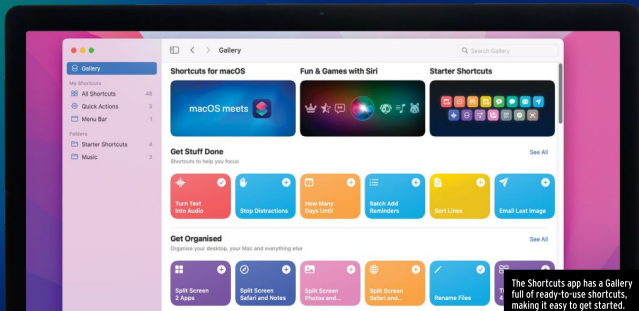 Gallery
Search Gallery
Gallery
My Shortcuts
All Shortcuts 48
Quick Actions 2
Menu Bar 1
Folders
Starter Shortcuts 4
Music 3
Shortcuts for macOS
Fun & Games with Siri
Starter Shortcuts
macOS meets
Get Stuff Done
See All
Shortcuts to help you focus
Turn Text
Into Audio
Stop Distractions
How Many
Days Until
Batch Add
Reminders
Sort Lines
Email Last Image
Get Organised
See All
Organise your desktop, your Mac and everything else
Split Screen
2 Apps
Split Screen
Safari and Notes
Split Screen
Photos and...
Split Screen
Safari and...
Rename Files
The Shortcuts app has a Gallery
full of ready-to-use shortcuts,
making it easy to get started.